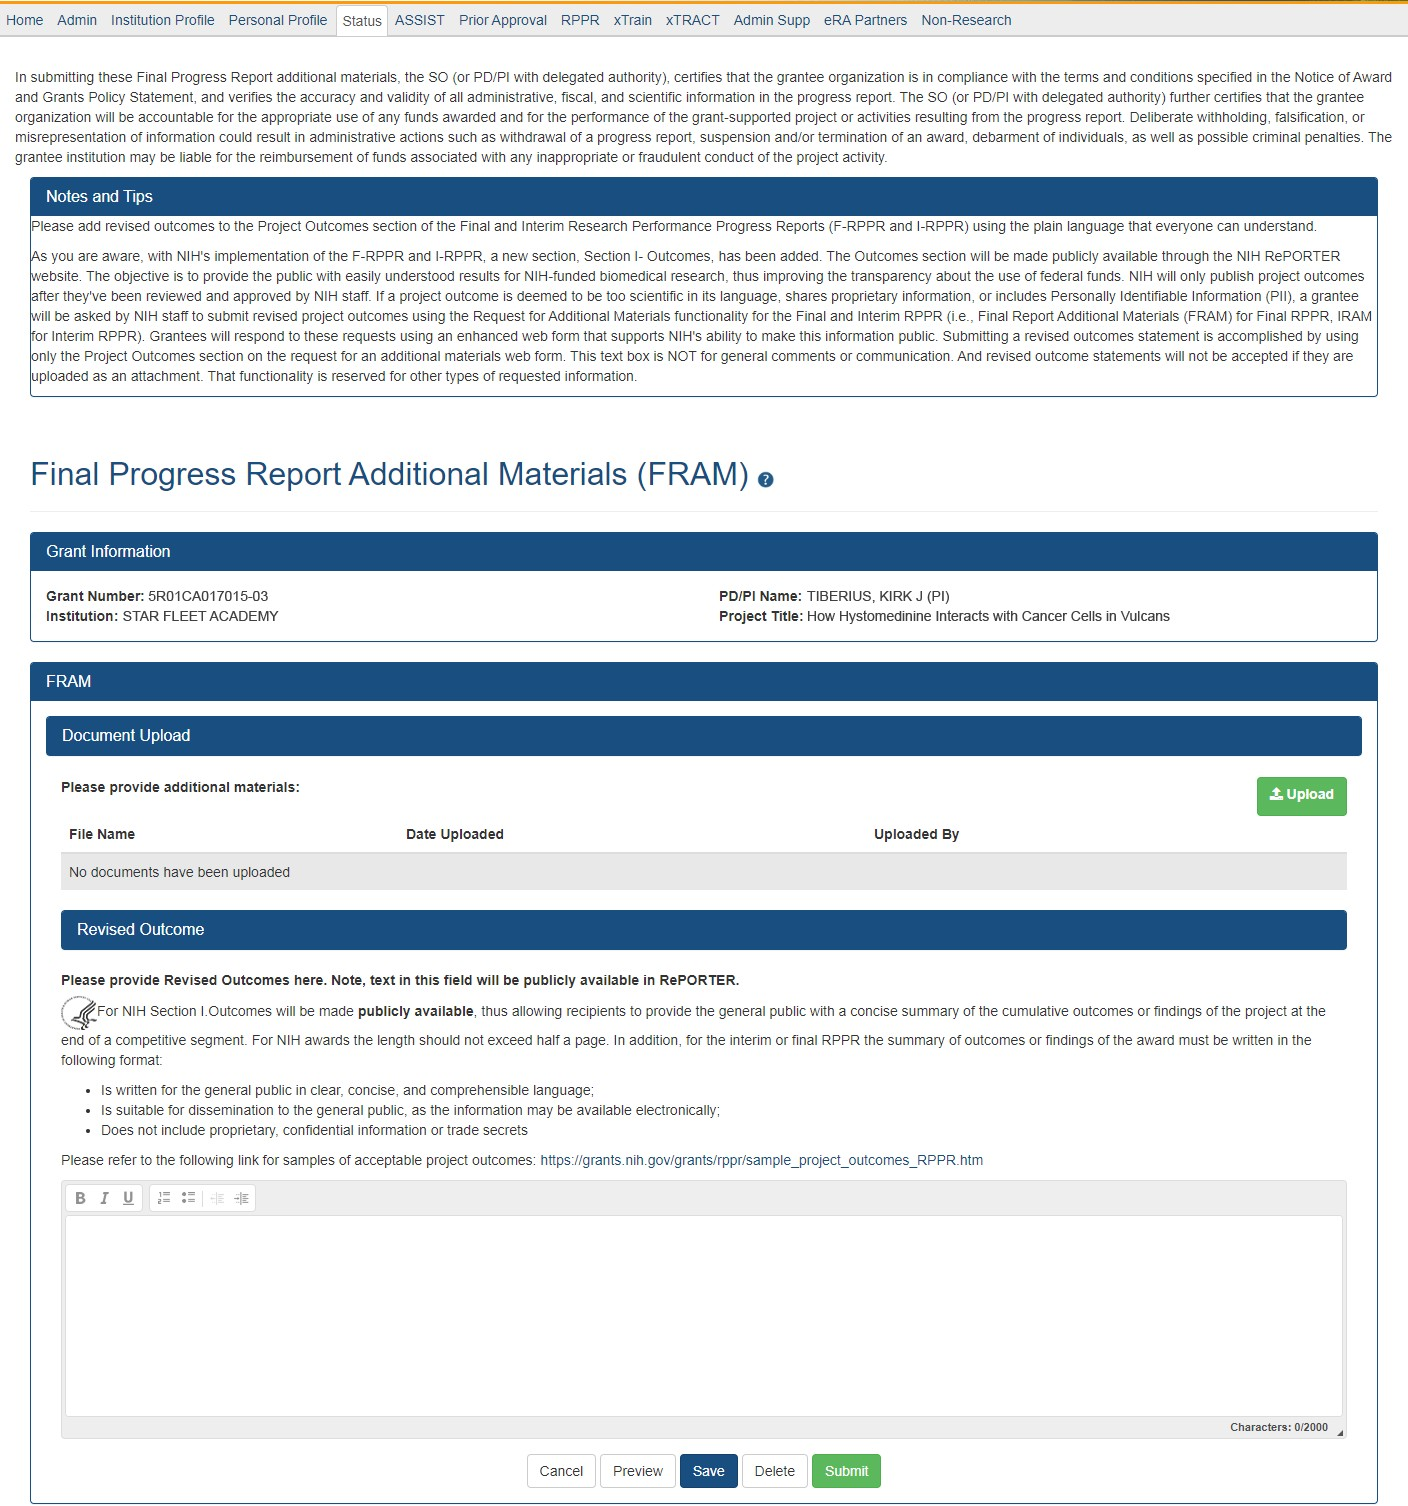 Home Admin Institution Profile Personal Profile Status ASSIST Prior Approval RPPR xTrain xTRACT Admin Supp eRA Partners Non-Research
In submitting these Final Progress Report additional materials, the SO (or PD/PI with delegated authority), certifies that the grantee organization is in compliance with the terms and conditions specified in the Notice of Award
and Grants Policy Statement, and verifies the accuracy and validity of all administrative, fiscal, and scientific information in the progress report. The SO (or PD/PI with delegated authority) further certifies that the grantee
organization will be accountable for the appropriate use of any funds awarded and for the performance of the grant-supported project or activities resulting from the progress report. Deliberate withholding, falsification, or
misrepresentation of information could result in administrative actions such as withdrawal of a progress report, suspension and/or termination of an award, debarment of individuals, as well as possible criminal penalties. The
grantee institution may be liable for the reimbursement of funds associated with any inappropriate or fraudulent conduct of the project activity.
Notes and Tips
Please add revised outcomes to the Project Outcomes section of the Final and Interim Research Performance Progress Reports (F-RPPR and I-RPPR) using the plain language that everyone can understand.
As you are aware, with NIH's implementation of the F-RPPR and I-RPPR, a new section, Section I- Outcomes, has been added. The Outcomes section will be made publicly available through the NIH RePORTER
website. The objective is to provide the public with easily understood results for NIH-funded biomedical research, thus improving the transparency about the use of federal funds. NIH will only publish project outcomes
after they've been reviewed and approved by NIH staff. If a project outcome is deemed to be too scientific in its language, shares proprietary information, or includes Personally Identifiable Information (PII), a grantee
will be asked by NIH staff to submit revised project outcomes using the Request for Additional Materials functionality for the Final and Interim RPPR (i.e., Final Report Additional Materials (FRAM) for Final RPPR, IRAM
for Interim RPPR). Grantees will respond to these requests using an enhanced web form that supports NIH's ability to make this information public. Submitting a revised outcomes statement is accomplished by using
only the Project Outcomes section on the request for an additional materials web form. This text box is NOT for general comments or communication. And revised outcome statements will not be accepted if they are
uploaded as an attachment. That functionality is reserved for other types of requested information.
Final Progress Report Additional Materials (FRAM) ?
Grant Information
Grant Number: 5R01CA017015-03 PD/PI Name: TIBERIUS, KIRK J (PI)
Institution: STAR FLEET ACADEMY Project Title: How Hystomedinine Interacts with Cancer Cells in Vulcans
FRAM
Document Upload
Please provide additional materials: Upload
File Name Date Uploaded Uploaded By
No documents have been uploaded
Revised Outcome
Please provide Revised Outcomes here. Note, text in this field will be publicly available in RePORTER.
For NIH Section I.Outcomes will be made publicly available, thus allowing recipients to provide the general public with a concise summary of the cumulative outcomes or findings of the project at the
end of a competitive segment. For NIH awards the length should not exceed half a page. In addition, for the interim or final RPPR the summary of outcomes or findings of the award must be written in the
following format:
• Is written for the general public in clear, concise, and comprehensible language;
• Is suitable for dissemination to the general public, as the information may be available electronically;
• Does not include proprietary, confidential information or trade secrets
Please refer to the following link for samples of acceptable project outcomes: https://grants.nih.gov/grants/rppr/sample_project_outcomes_RPPR.htm
B I U
Characters: 0/2000
Cancel Preview Save Delete Submit